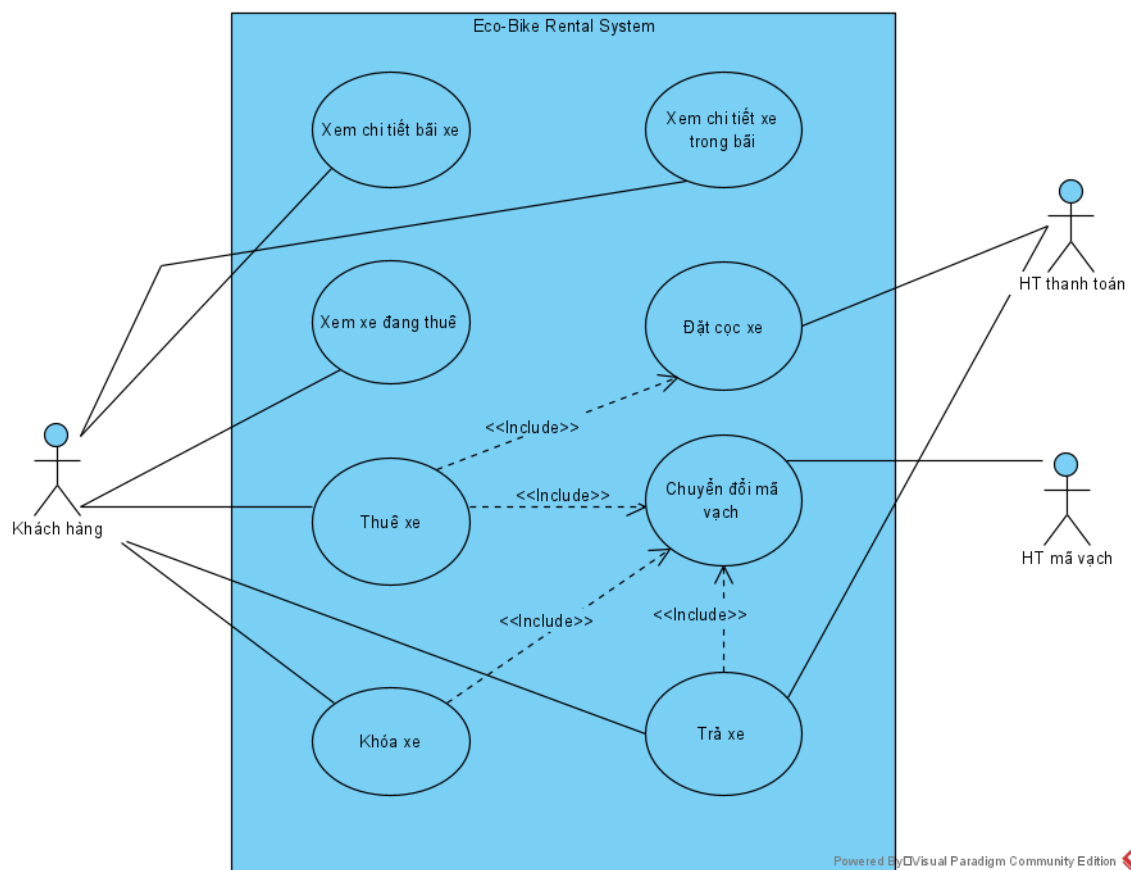 Eco-Bike Rental System
Xem chi tiết bãi xe
Xem chi tiết xe
trong bãi
HT thanh toán
Xem xe đang thuê
Đặt cọc xe
<<Include>>
Khách hàng
Thuê xe
<<Include>>
Chuyển đổi mã
vạch
HT mã vạch
<<Include>>
<<Include>>
Khóa xe
Trả xe
Powered By□Visual Paradigm Community Edition